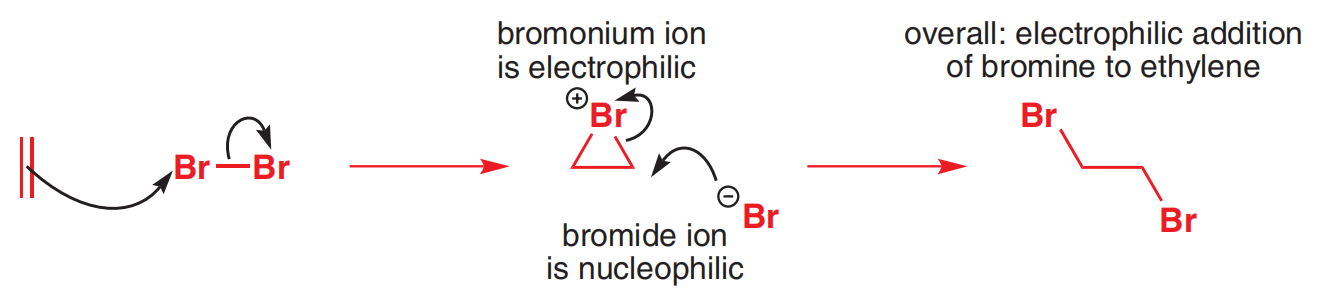 bromonium ion
is electrophilic
overall: electrophilic addition
of bromine to ethylene
Br
Br
⊕
Br
⊖
Br
bromide ion
is nucleophilic
Br
Br